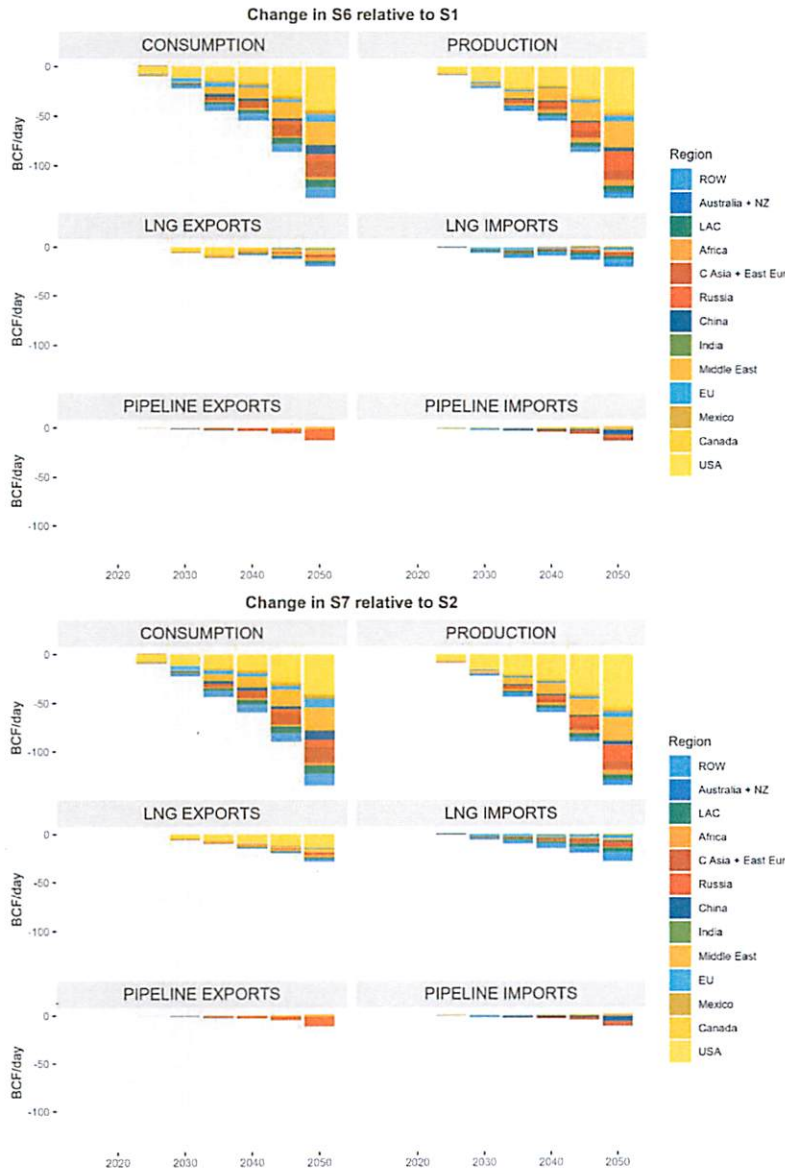 Change in S6 relative to S1
CONSUMPTION
PRODUCTION
BCF/day
0
-50
-100
LNG EXPORTS
LNG IMPORTS
BCF/day
0
-50
-100
PIPELINE EXPORTS
PIPELINE IMPORTS
BCF/day
0
-50
-100
2020 2030 2040 2050
2020 2030 2040 2050
Region
ROW
Australia + NZ
LAC
Africa
C Asia + East Eur
Russia
China
India
Middle East
EU
Mexico
Canada
USA
Change in S7 relative to S2
CONSUMPTION
PRODUCTION
BCF/day
0
-50
-100
LNG EXPORTS
LNG IMPORTS
BCF/day
0
-50
-100
PIPELINE EXPORTS
PIPELINE IMPORTS
BCF/day
0
-50
-100
2020 2030 2040 2050
2020 2030 2040 2050
Region
ROW
Australia + NZ
LAC
Africa
C Asia + East Eur
Russia
China
India
Middle East
EU
Mexico
Canada
USA